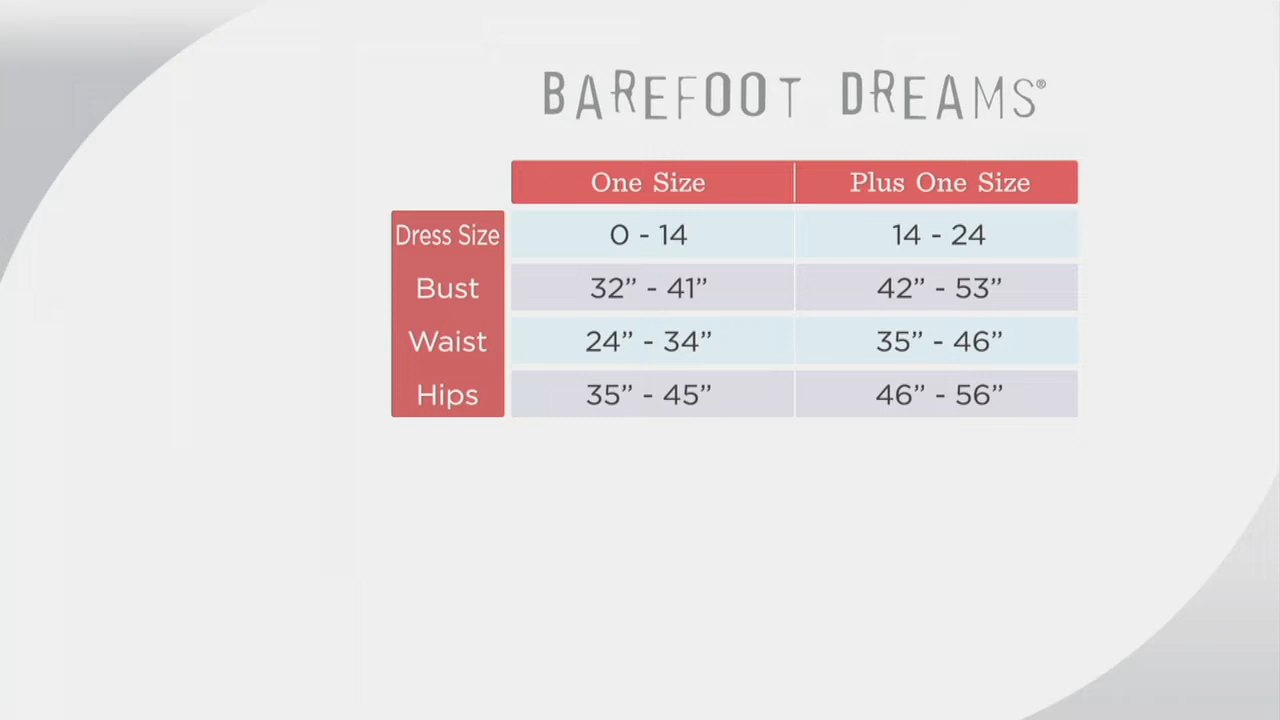 BAREFOOT DREAMS®
One Size Plus One Size
Dress Size 0 - 14 14 - 24
Bust 32” - 41” 42” - 53”
Waist 24” - 34” 35” - 46”
Hips 35” - 45” 46” - 56”